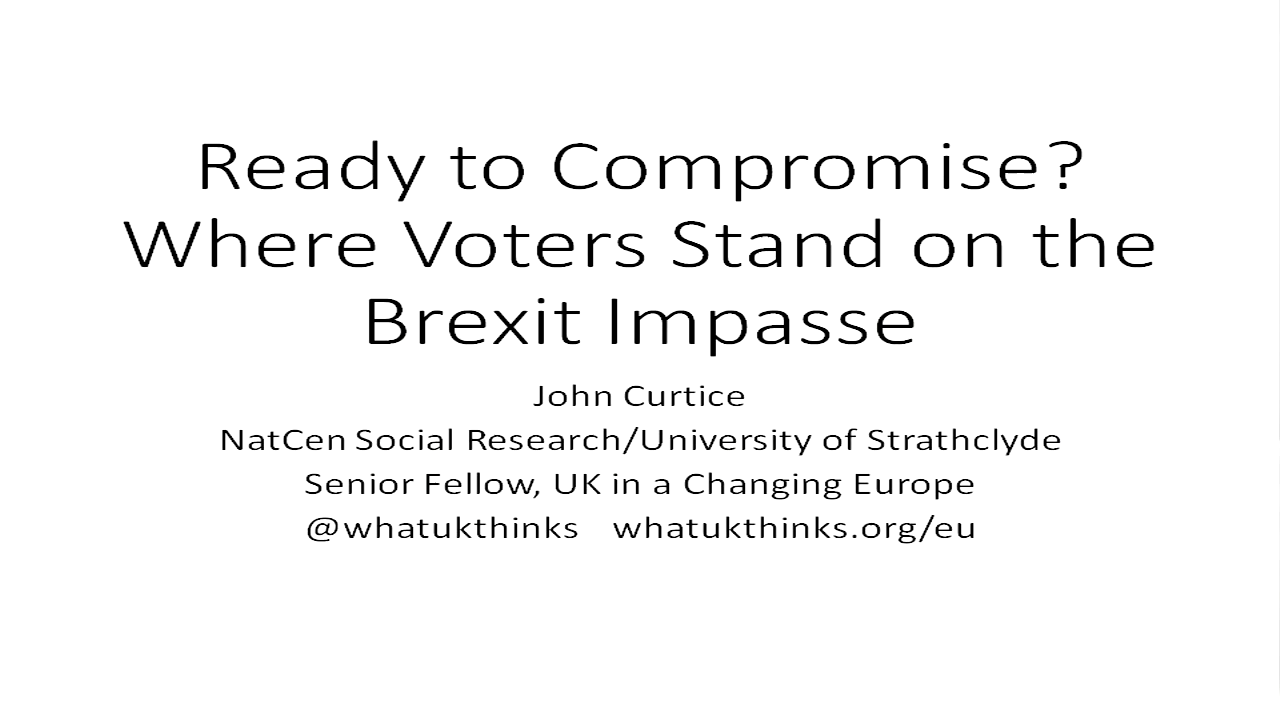 Ready to Compromise?
Where Voters Stand on the
Brexit Impasse
John Curtice
NatCen Social Research/University of Strathclyde
Senior Fellow, UK in a Changing Europe
@whatukthinks whatukthinks.org/eu